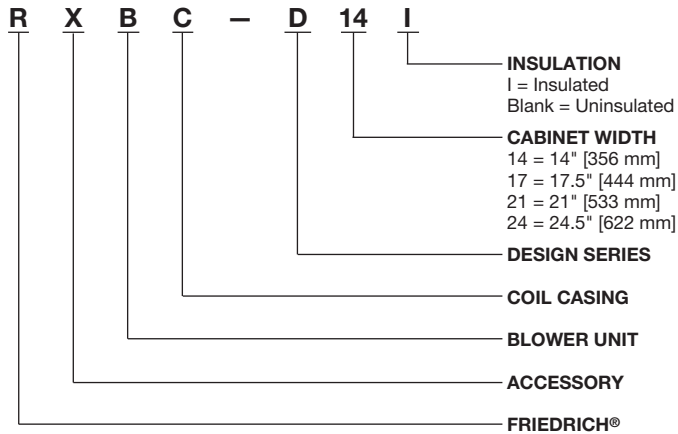 R X B C — D 14 I
INSULATION
I = Insulated
Blank = Uninsulated
CABINET WIDTH
14 = 14" [356 mm]
17 = 17.5" [444 mm]
21 = 21" [533 mm]
24 = 24.5" [622 mm]
DESIGN SERIES
COIL CASING
BLOWER UNIT
ACCESSORY
FRIEDRICH®